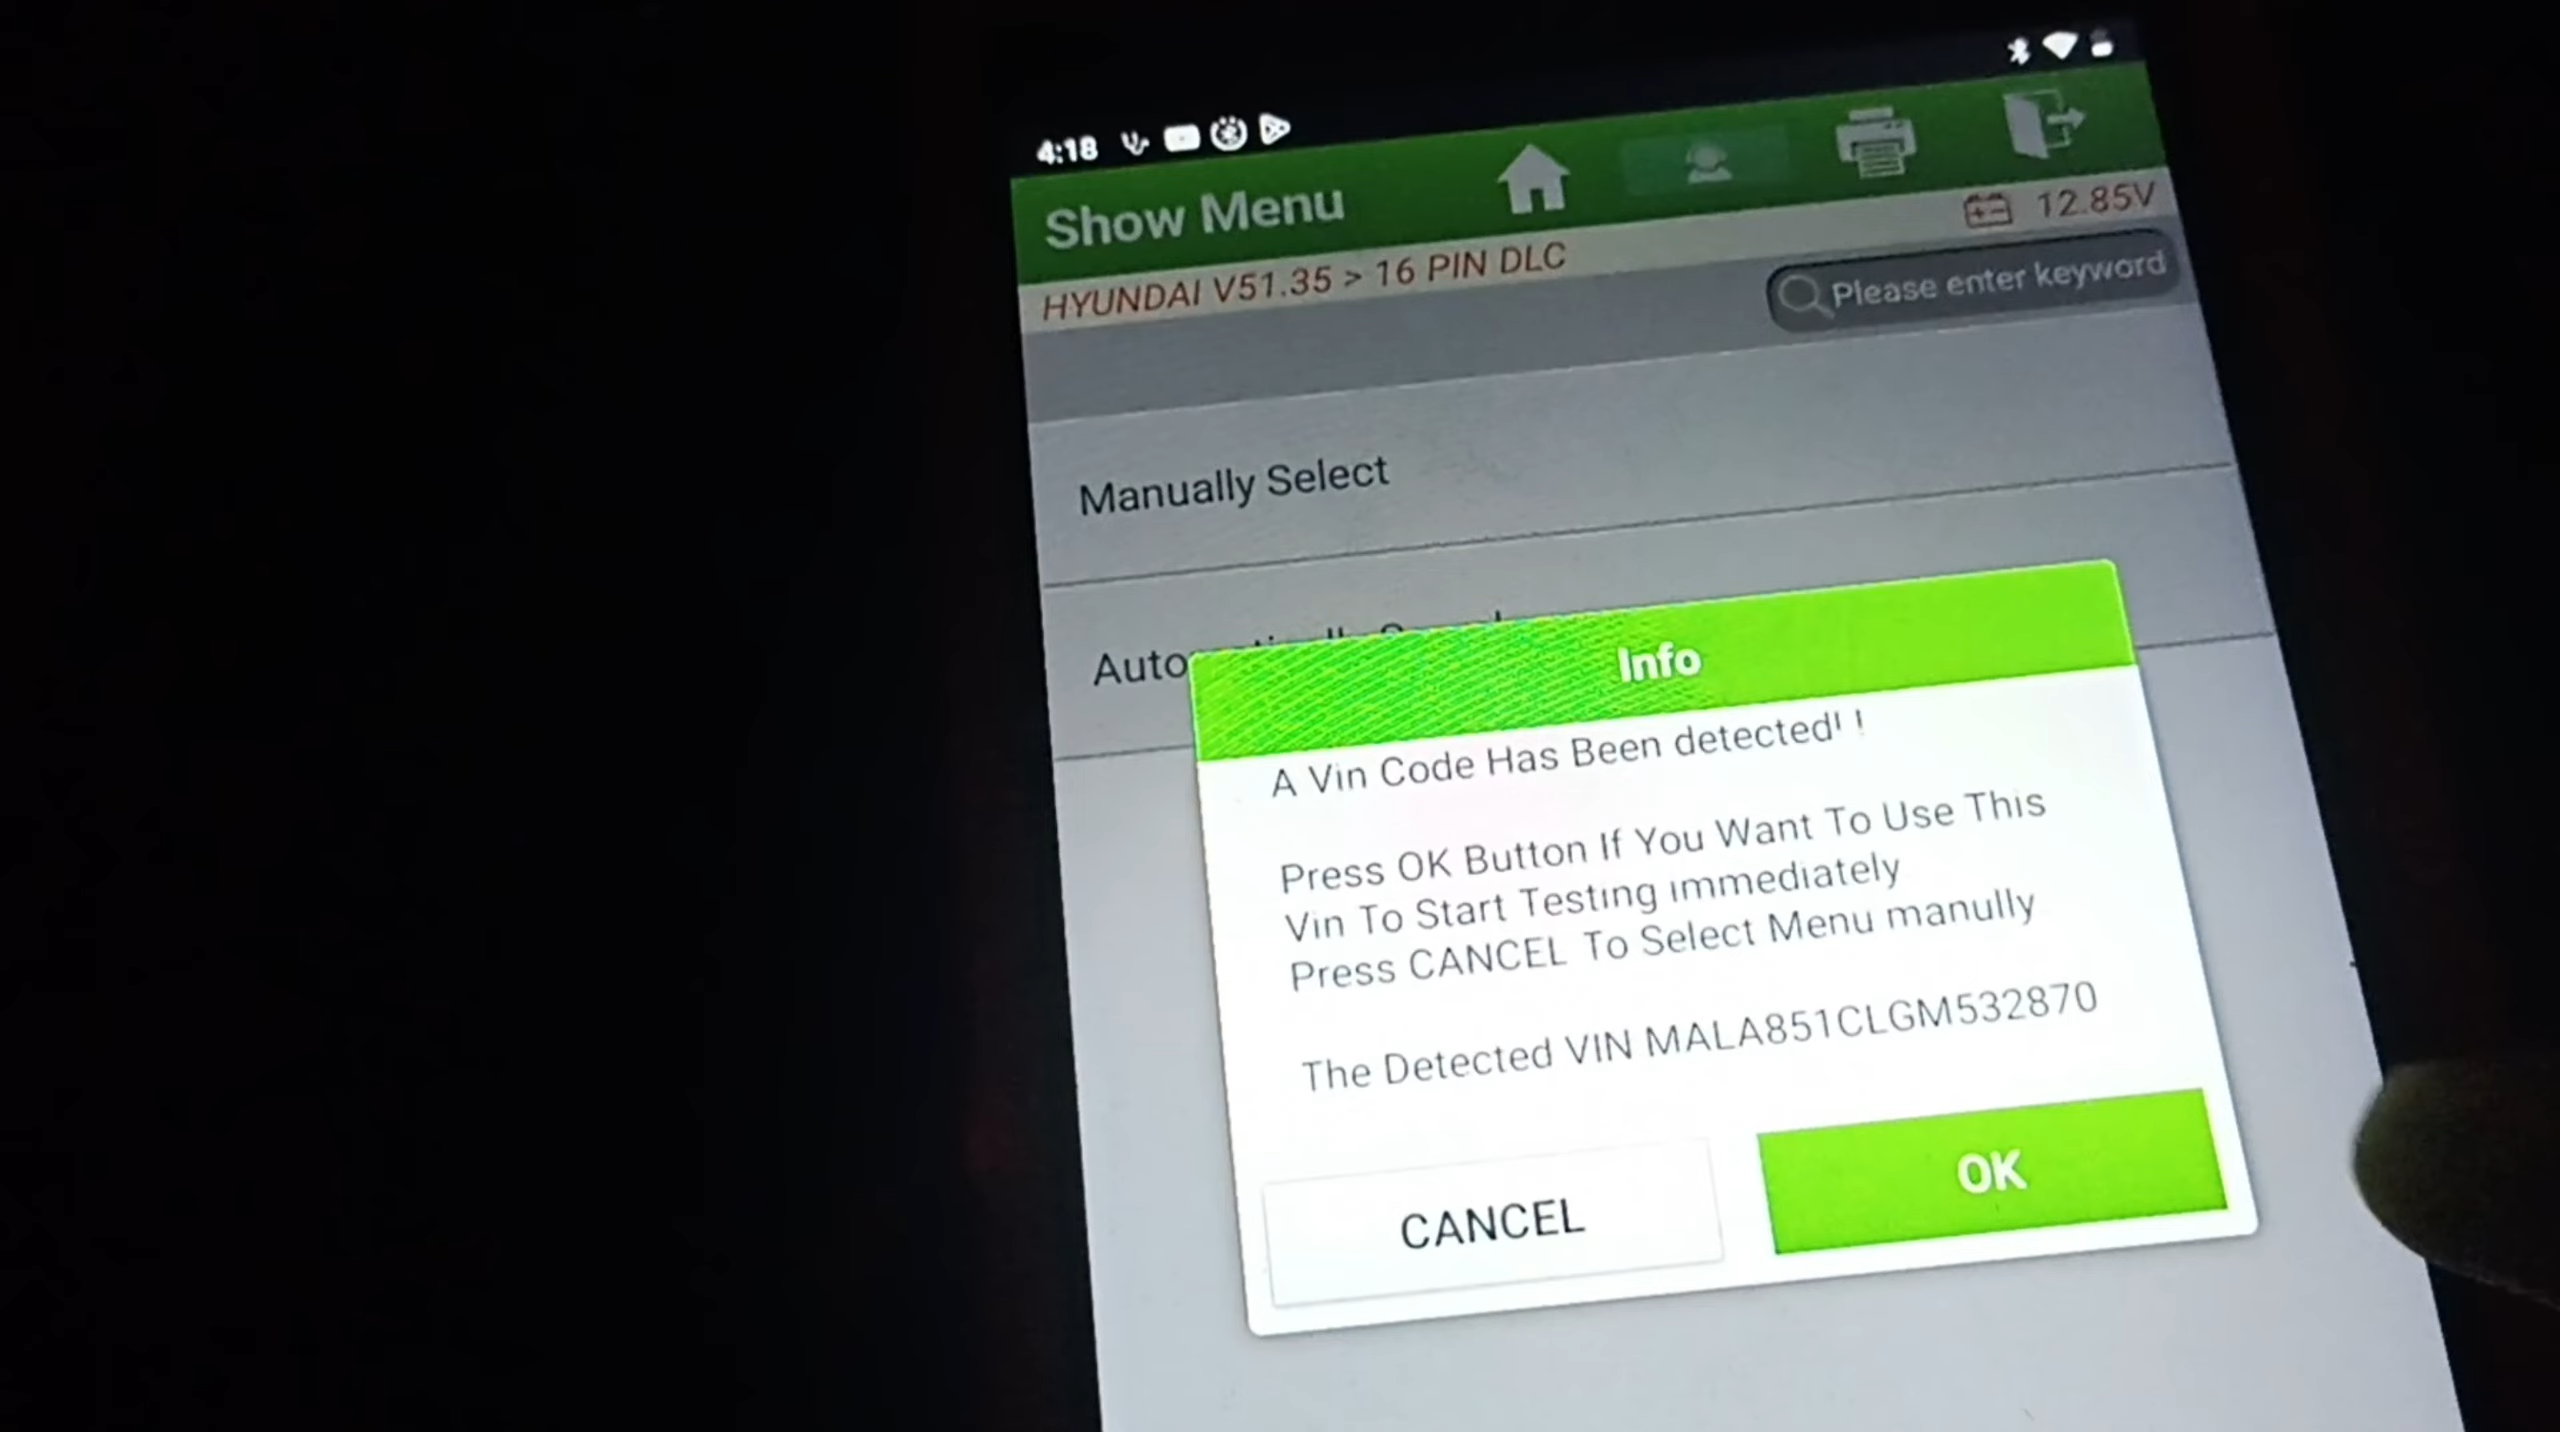 4:18
Show Menu
12.85V
HYUNDAI V51.35 > 16 PIN DLC
Please enter keyword
Manually Select
Info
A Vin Code Has Been detected! !
Press OK Button If You Want To Use This
Vin To Start Testing immediately
Press CANCEL To Select Menu manully
The Detected VIN MALA851CLGM532870
CANCEL
OK